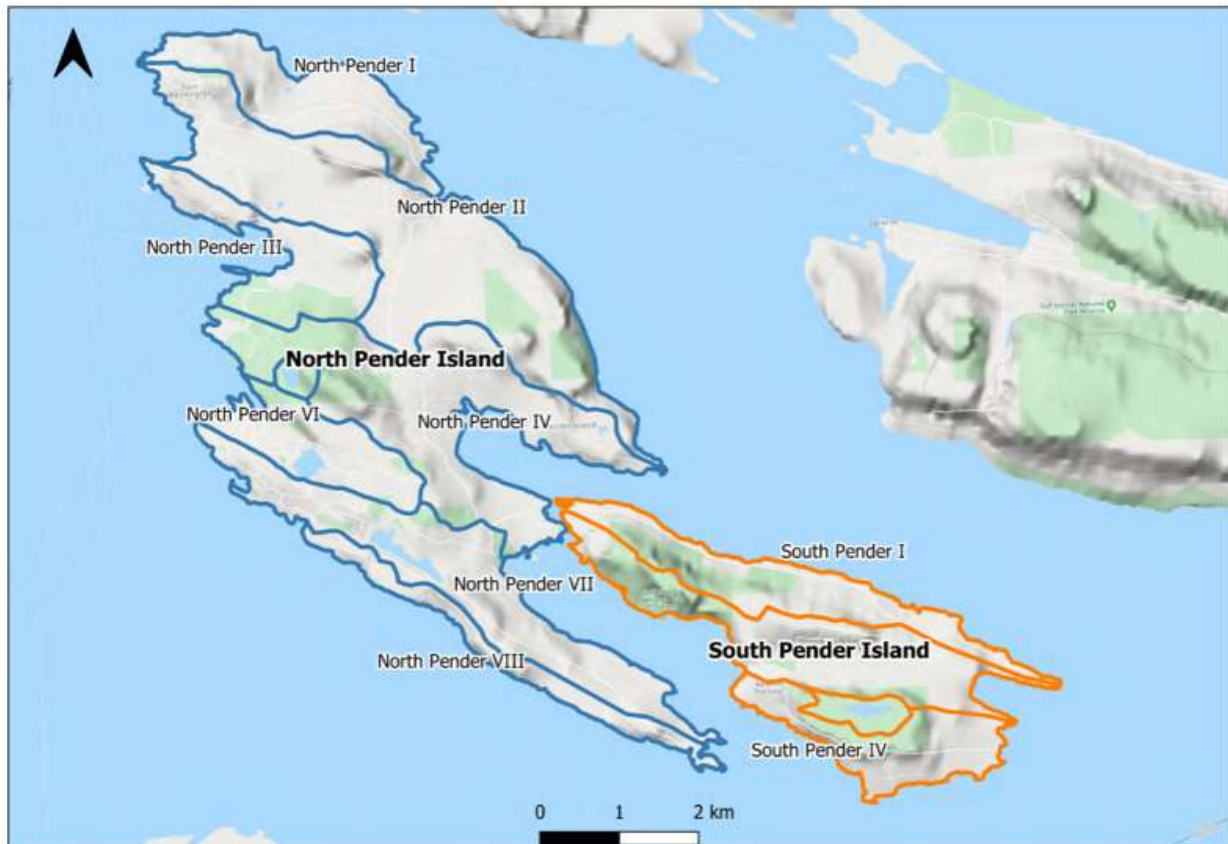 North Pender I
North Pender II
North Pender III
North Pender Island
North Pender VI
North Pender IV
South Pender I
North Pender VII
South Pender Island
North Pender VIII
South Pender IV
0 1 2 km